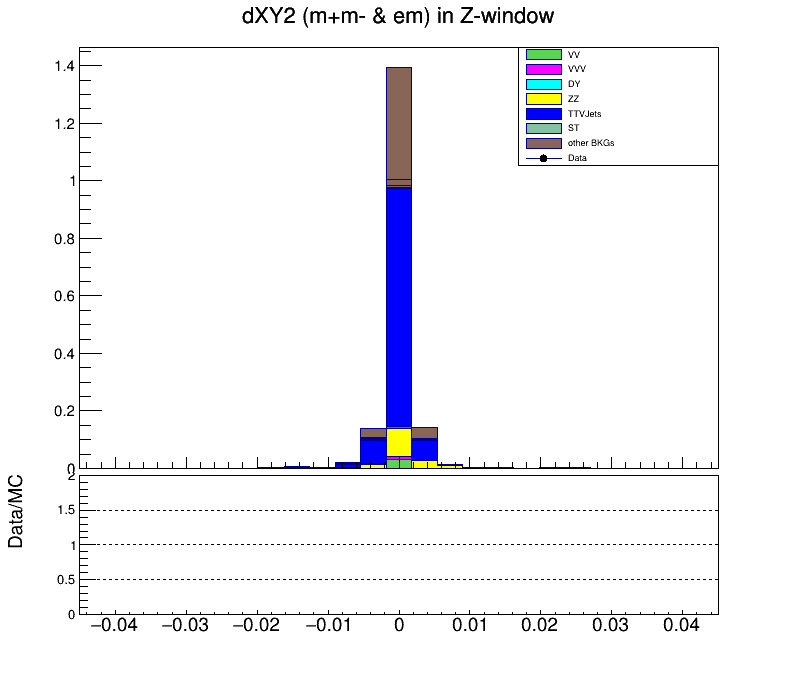 dXY2 (m+m- & em) in Z-window
1.4
1.2
1
0.8
0.6
0.4
0.2
0
VV
VVV
DY
ZZ
TTVJets
ST
other BKGs
Data
Data/MC
2
1.5
1
0.5
0
−0.04 −0.03 −0.02 −0.01 0 0.01 0.02 0.03 0.04